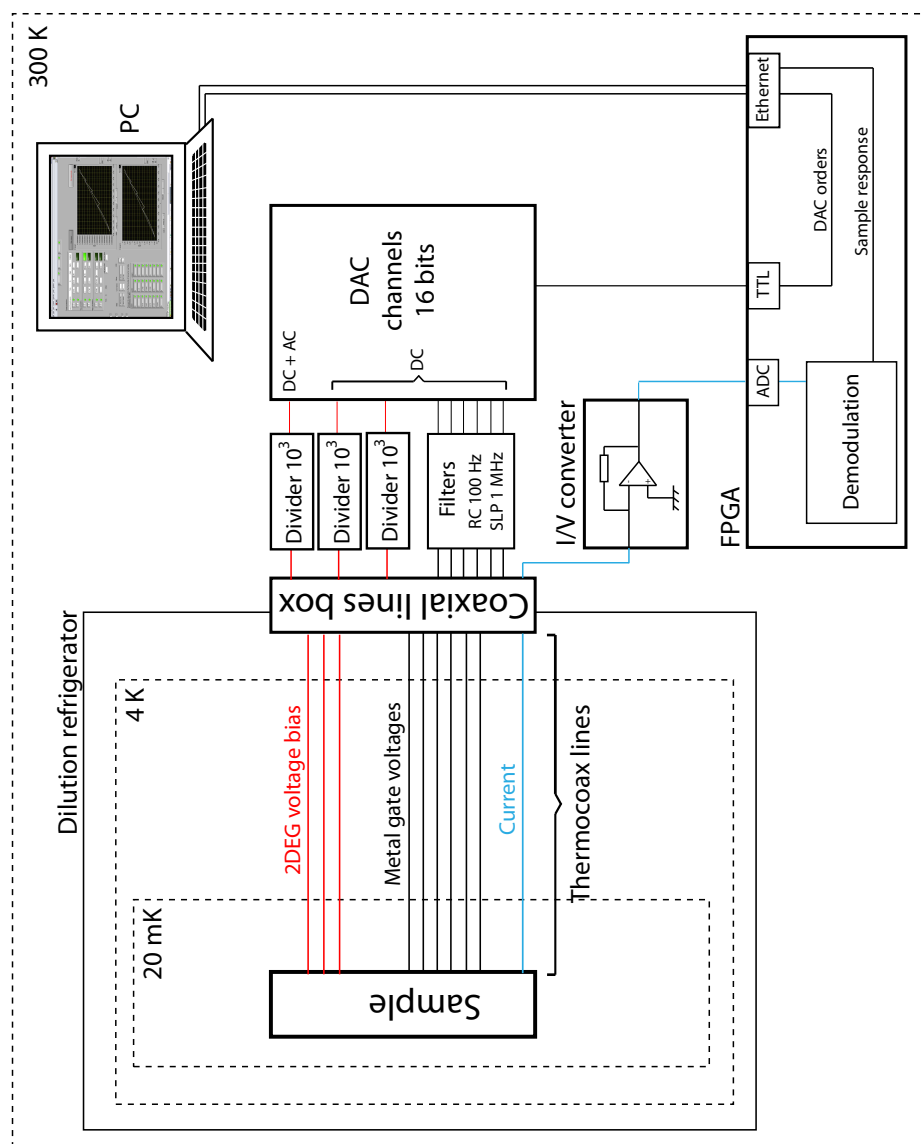 300 K
PC
Ethernet
DAC orders
Sample response
TTL
ADC
Demodulation
FPGA
DAC
channels
16 bits
DC + AC
DC
Divider 10³
Divider 10³
Divider 10³
Filters
RC 100 Hz
SLP 1 MHz
I/V converter
-
+
Coaxial lines box
Dilution refrigerator
4 K
20 mK
2DEG voltage bias
Metal gate voltages
Current
Thermocoax lines
Sample